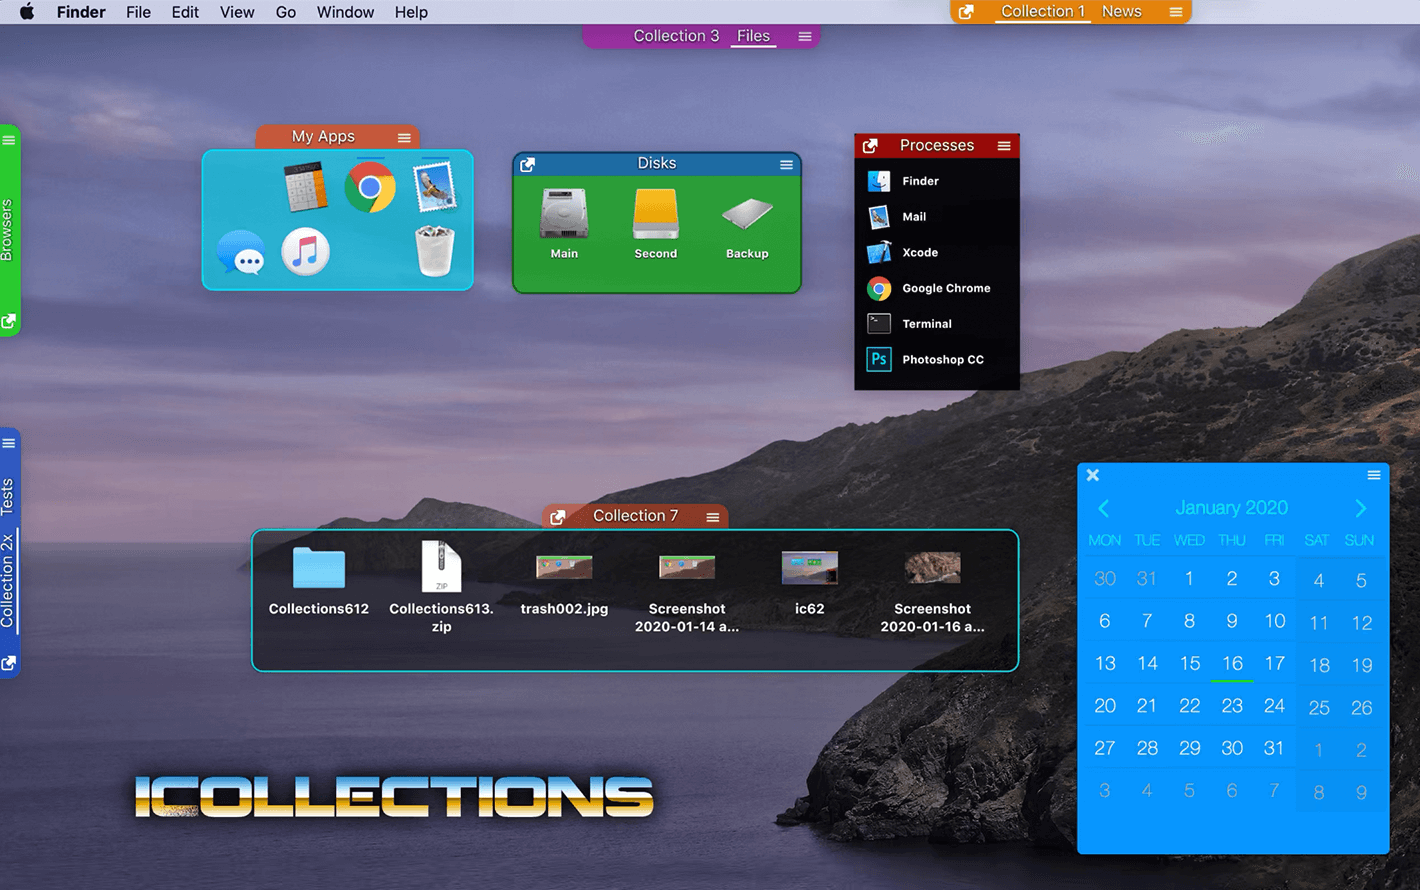 Finder File Edit View Go Window Help
Collection 1 News
Collection 3 Files
Browsers
My Apps
Disks
Main Second Backup
Processes
Finder
Mail
Xcode
Google Chrome
Terminal
Ps Photoshop CC
Tests
Collection 2x
Collection 7
ZIP
Collections612
Collections613.
zip
trash002.jpg
Screenshot
2020-01-14 a...
ic62
Screenshot
2020-01-16 a...
January 2020
MON TUE WED THU FRI SAT SUN
30 31 1 2 3 4 5
6 7 8 9 10 11 12
13 14 15 16 17 18 19
20 21 22 23 24 25 26
27 28 29 30 31 1 2
3 4 5 6 7 8 9
ICOLLECTIONS